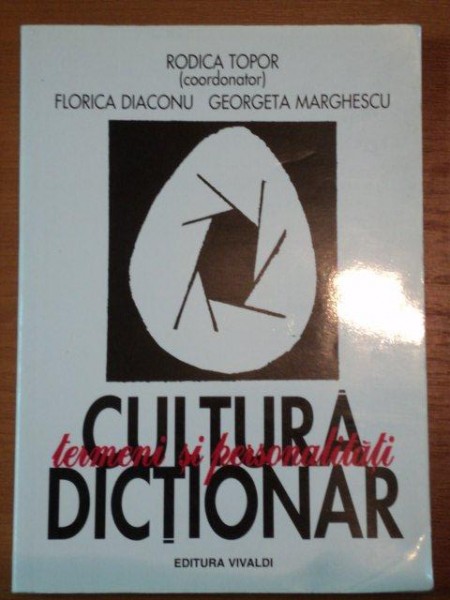 RODICA TOPOR
(coordonator)
FLORICA DIACONU GEORGETA MARGHESCU
CULTURĂ
termeni și personalități
DICȚIONAR
EDITURA VIVALDI